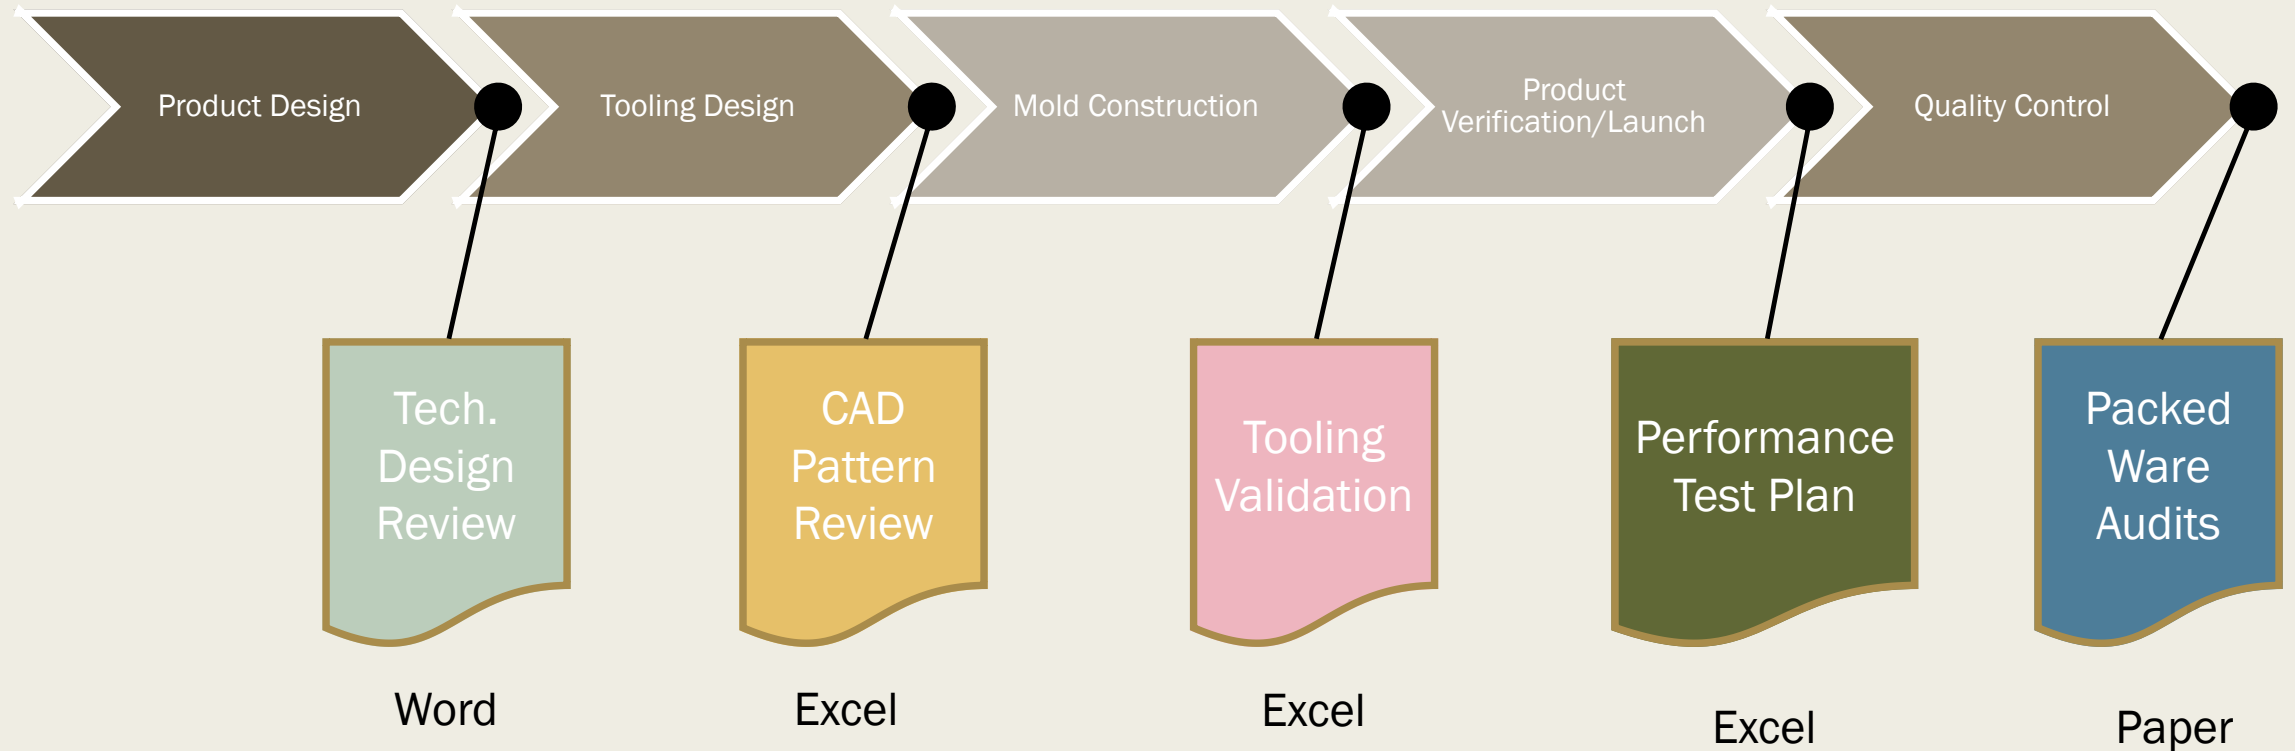 Product Design
Tooling Design
Mold Construction
Product
Verification/Launch
Quality Control
Tech.
Design
Review
CAD
Pattern
Review
Tooling
Validation
Performance
Test Plan
Packed
Ware
Audits
Word
Excel
Excel
Excel
Paper